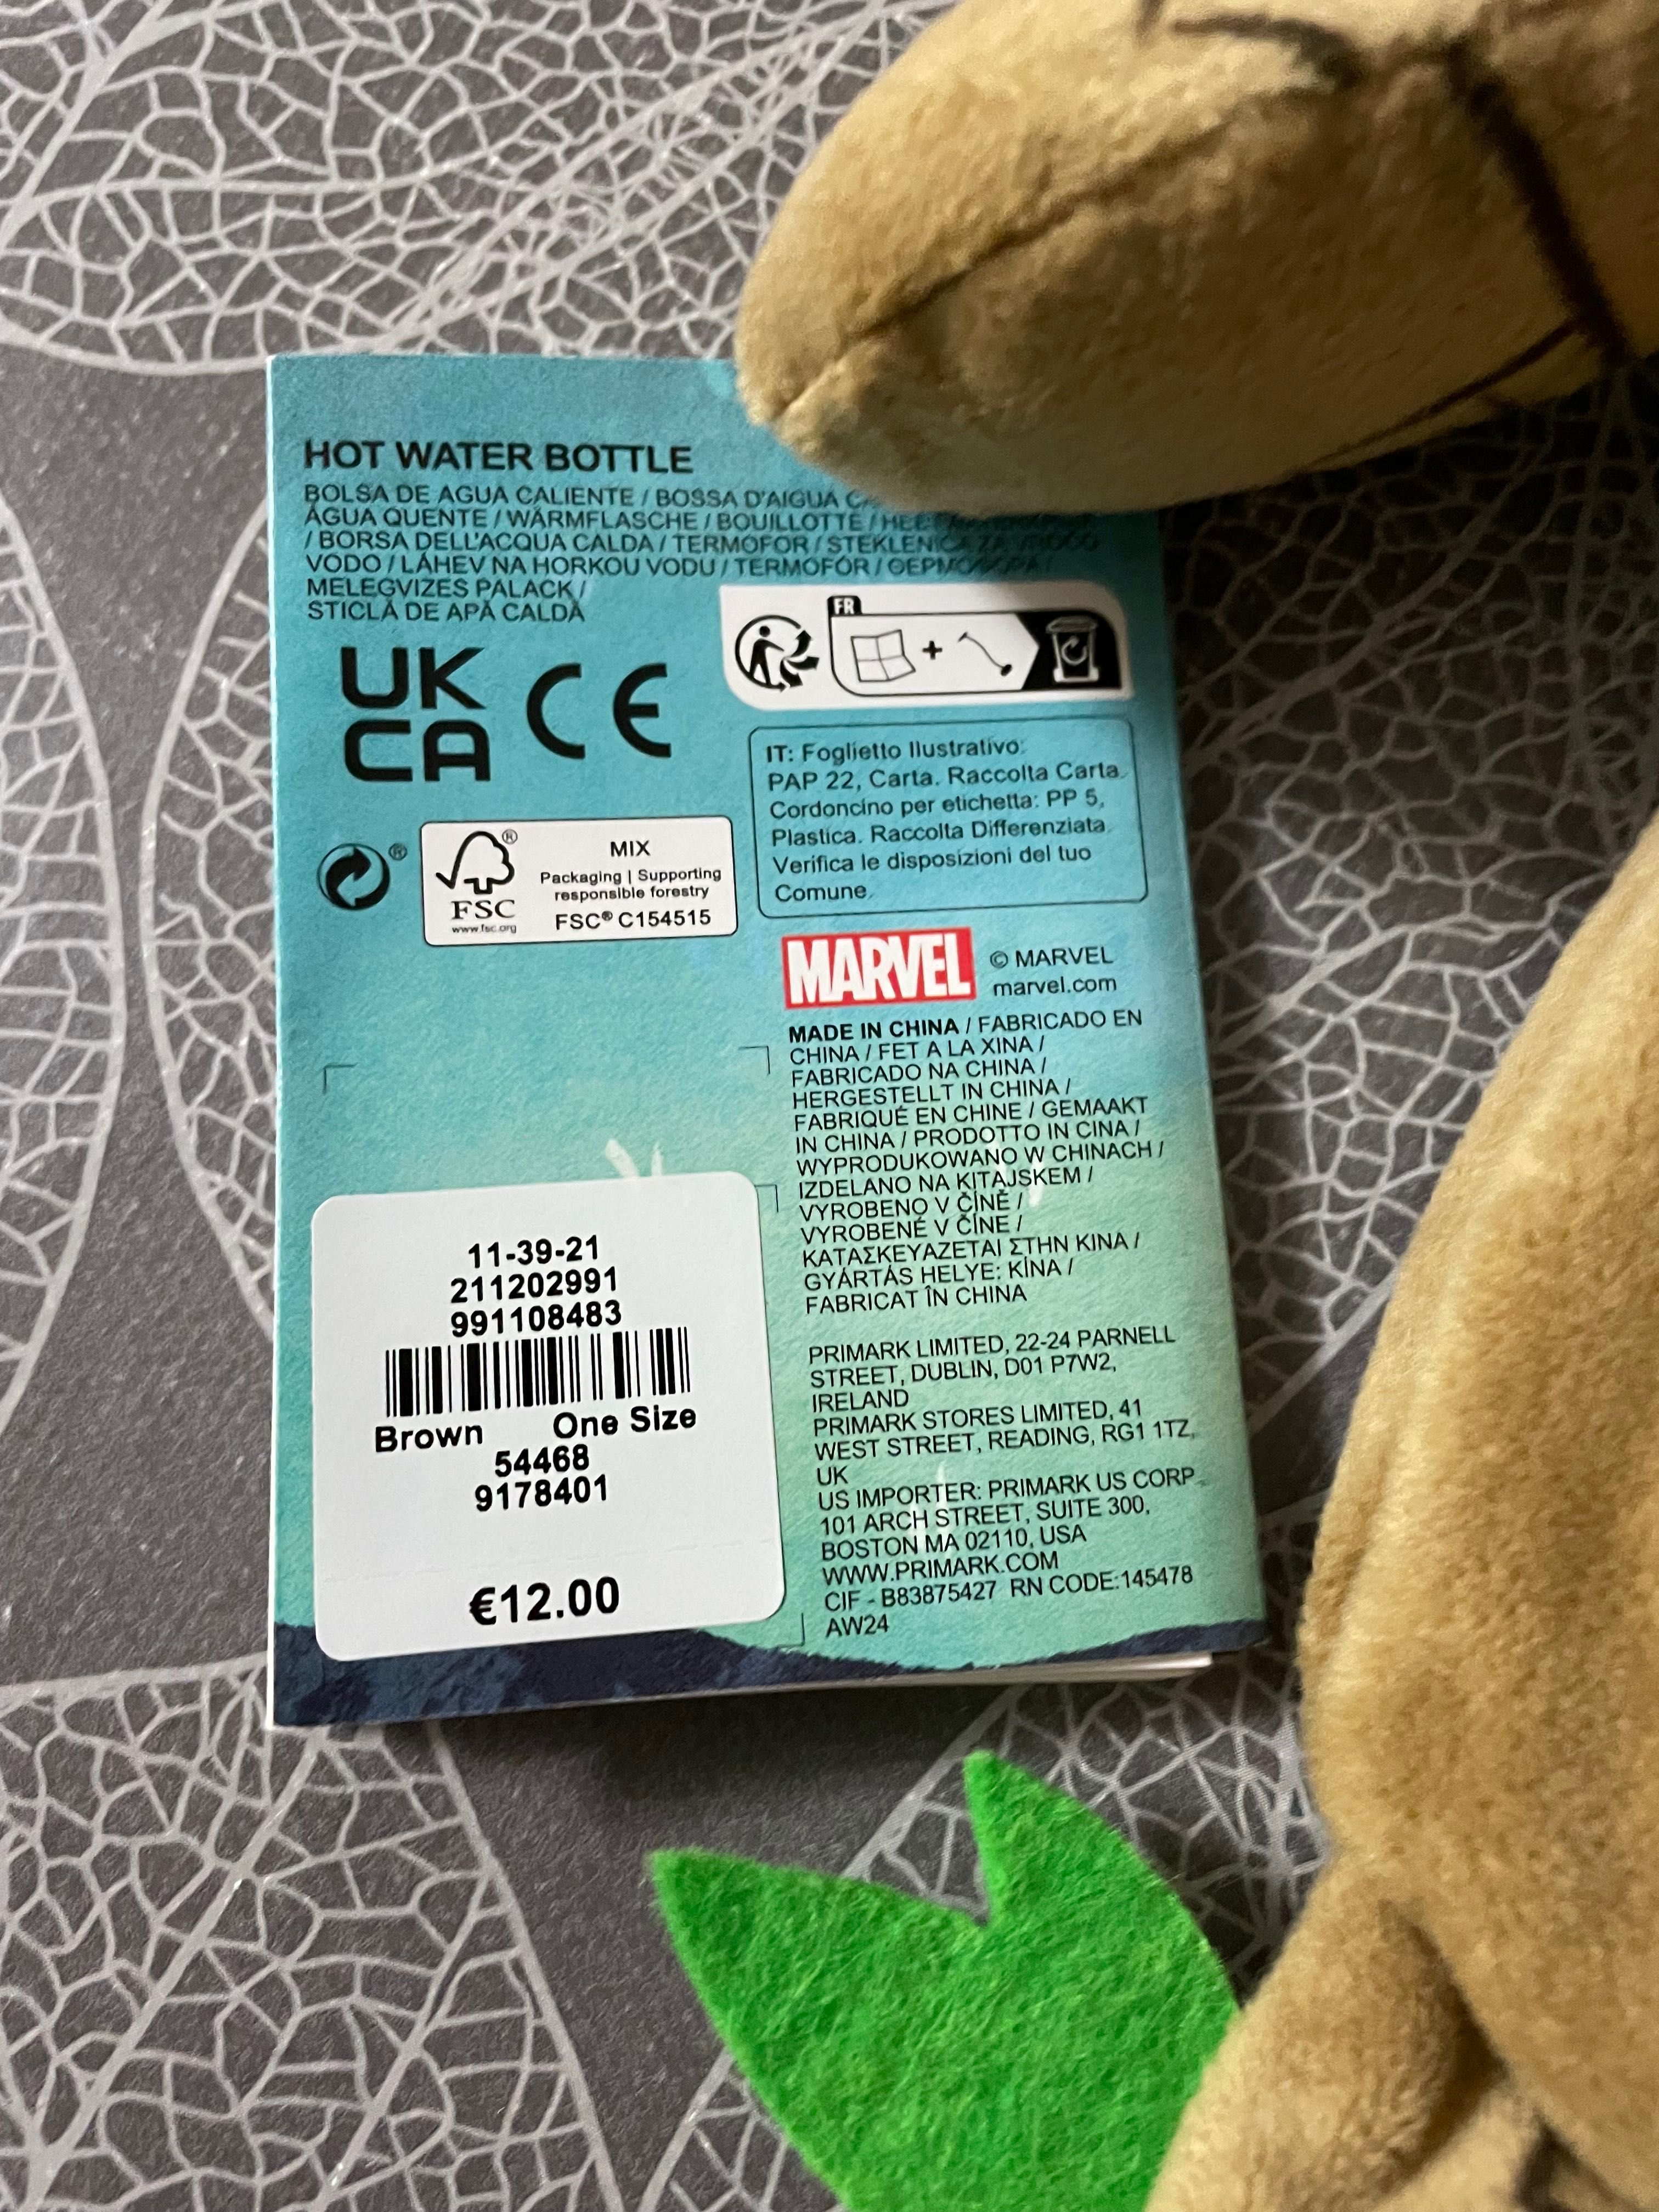 HOT WATER BOTTLE
BOLSA DE AGUA CALIENTE / BOSSA D'AIGUA
ÁGUA QUENTE / WÄRMFLASCHE / BOUILLOTTE /
/ BORSA DELL'ACQUA CALDA / TERMOFOR / STEKLENICA ZA VROČO
VODO / LÁHEV NA HORKOU VODU / TERMOFÓR / ΘΕΡΜΟΦΟΡΑ /
MELEGVIZES PALACK /
STICLĂ DE APĂ CALDĂ
FR
+
UK
CA CE
IT: Foglietto Ilustrativo:
PAP 22, Carta. Raccolta Carta.
Cordoncino per etichetta: PP 5,
Plastica. Raccolta Differenziata.
Verifica le disposizioni del tuo
Comune.
®
®
FSC
www.fsc.org
MIX
Packaging | Supporting
responsible forestry
FSC® C154515
MARVEL
© MARVEL
marvel.com
MADE IN CHINA / FABRICADO EN
CHINA / FET A LA XINA /
FABRICADO NA CHINA /
HERGESTELLT IN CHINA /
FABRIQUÉ EN CHINE / GEMAAKT
IN CHINA / PRODOTTO IN CINA /
WYPRODUKOWANO W CHINACH /
IZDELANO NA KITAJSKEM /
VYROBENO V ČÍNĚ /
VYROBENÉ V ČÍNE /
ΚΑΤΑΣΚΕΥΑΖΕΤΑΙ ΣΤΗΝ ΚΙΝΑ /
GYÁRTÁS HELYE: KÍNA /
FABRICAT ÎN CHINA
PRIMARK LIMITED, 22-24 PARNELL
STREET, DUBLIN, D01 P7W2,
IRELAND
PRIMARK STORES LIMITED, 41
WEST STREET, READING, RG1 1TZ,
UK
US IMPORTER: PRIMARK US CORP.
101 ARCH STREET, SUITE 300,
BOSTON MA 02110, USA
WWW.PRIMARK.COM
CIF - B83875427 RN CODE:145478
AW24
11-39-21
211202991
991108483
Brown One Size
54468
9178401
€12.00